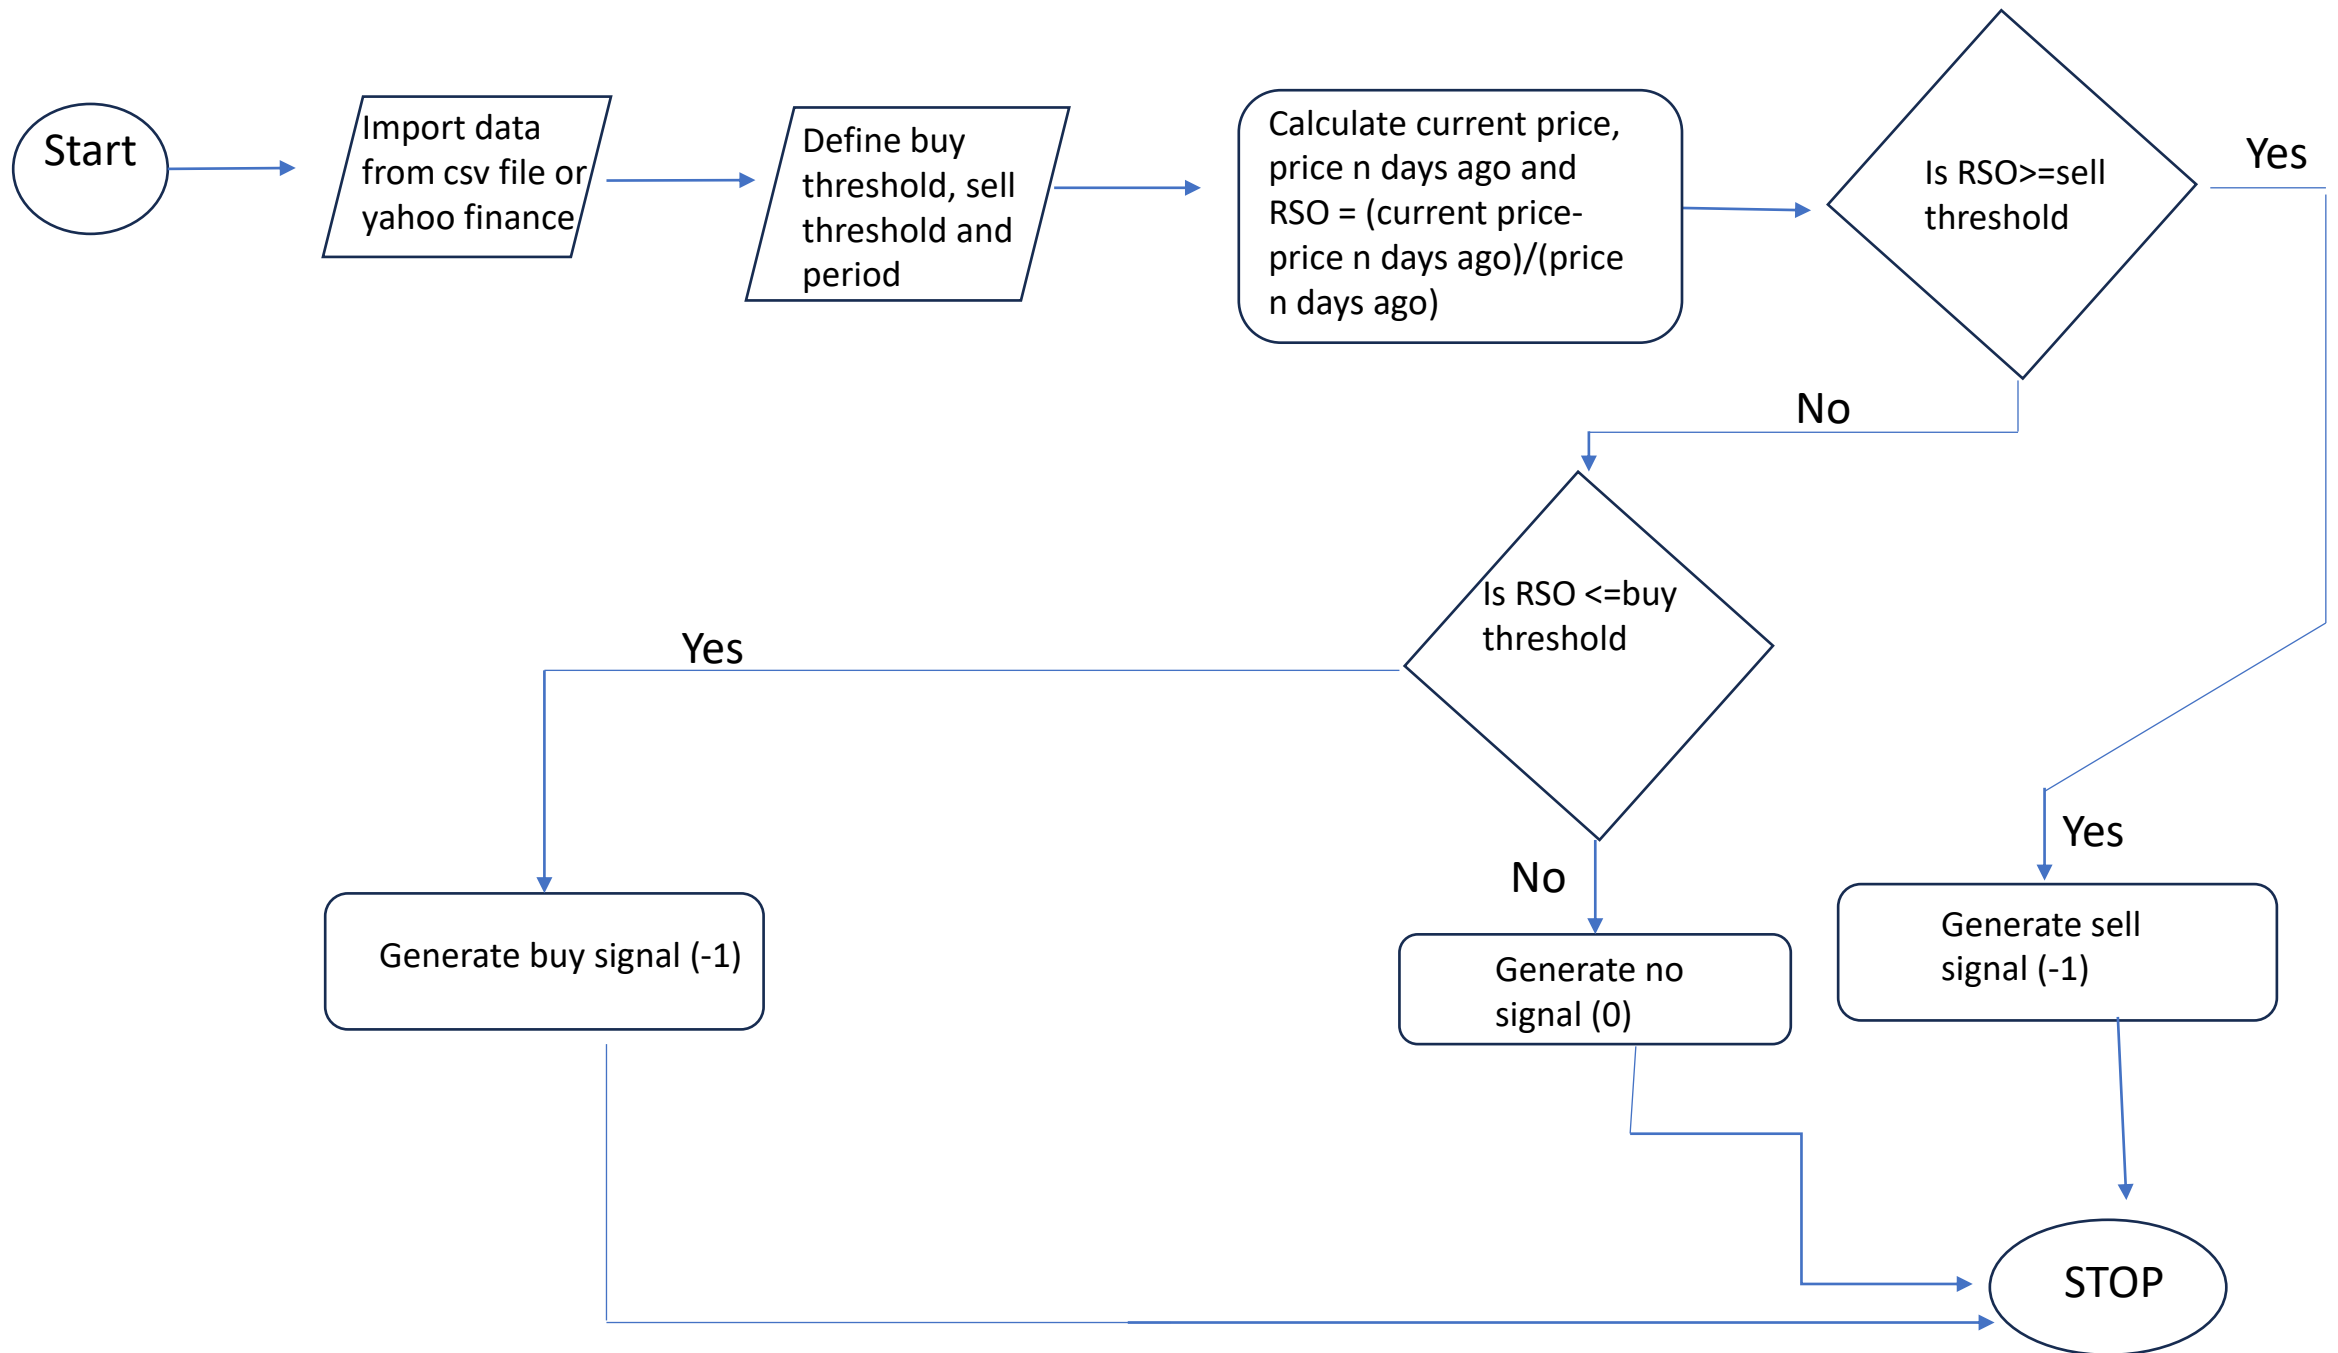 Start
Import data
from csv file or
yahoo finance
Define buy
threshold, sell
threshold and
period
Calculate current price,
price n days ago and
RSO = (current price-
price n days ago)/(price
n days ago)
Is RSO>=sell
threshold
Yes
No
Is RSO <=buy
threshold
Yes
No
Yes
Generate buy signal (-1)
Generate no
signal (0)
Generate sell
signal (-1)
STOP